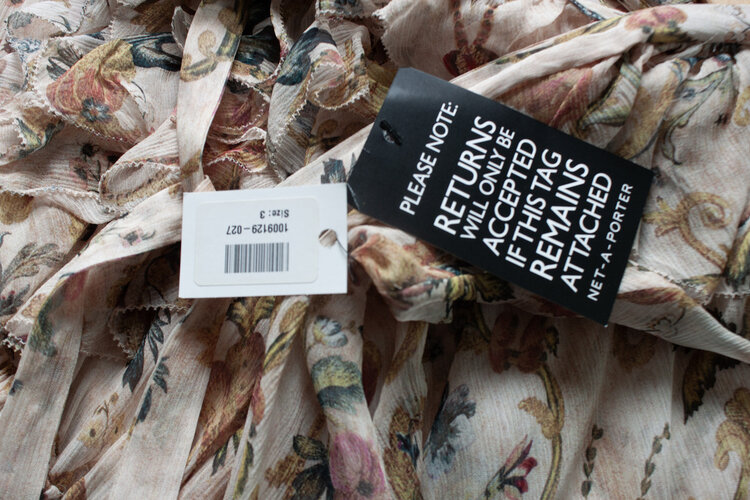 PLEASE NOTE:
RETURNS
WILL ONLY BE
ACCEPTED
IF THIS TAG
REMAINS
ATTACHED
NET-A-PORTER
1009129-027
Size: 3